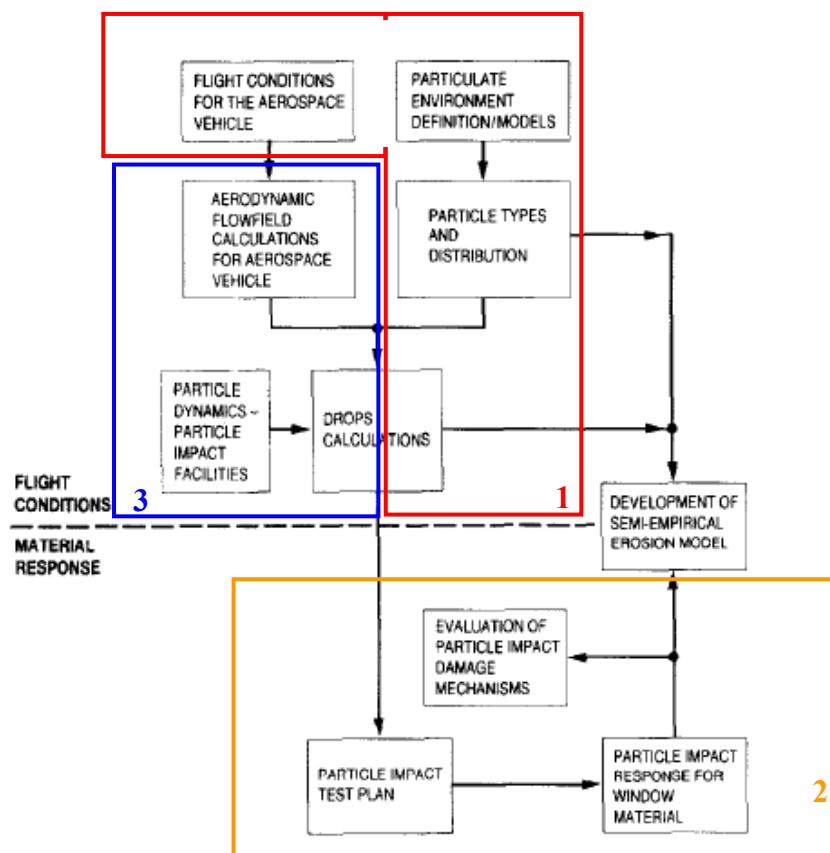 FLIGHT CONDITIONS
FOR THE AEROSPACE
VEHICLE
PARTICULATE
ENVIRONMENT
DEFINITION/MODELS
AERODYNAMIC
FLOWFIELD
CALCULATIONS
FOR AEROSPACE
VEHICLE
PARTICLE TYPES
AND
DISTRIBUTION
PARTICLE
DYNAMICS -
PARTICLE
IMPACT
FACILITIES
DROPS
CALCULATIONS
FLIGHT
CONDITIONS
3
1
DEVELOPMENT OF
SEMI-EMPIRICAL
EROSION MODEL
MATERIAL
RESPONSE
EVALUATION OF
PARTICLE IMPACT
DAMAGE
MECHANISMS
PARTICLE IMPACT
TEST PLAN
PARTICLE IMPACT
RESPONSE FOR
WINDOW
MATERIAL
2